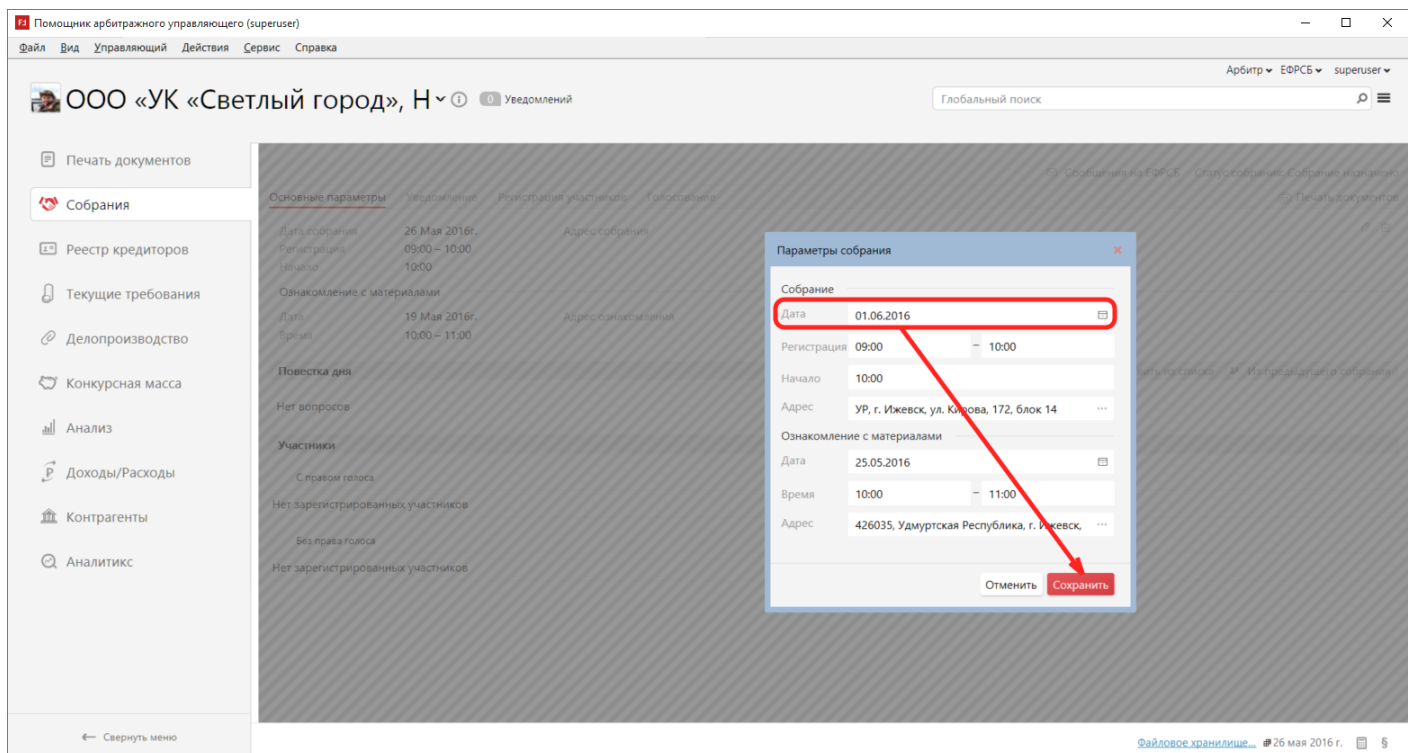 Помощник арбитражного управляющего (superuser)
Файл Вид Управляющий Действия Сервис Справка
Арбитр ЕФРСБ superuser
ООО «УК «Светлый город», Н 0 Уведомлений Глобальный поиск
Печать документов
Собрания
Реестр кредиторов
Текущие требования
Делопроизводство
Конкурсная масса
Анализ
Доходы/Расходы
Контрагенты
Аналитикс
Свернуть меню
Сообщения на ЕФРСБ Статус собрания: Собрание назначено
Основные параметры Уведомление Регистрация участников Голосование Печать документов
Дата собрания 26 Мая 2016г. Адрес собрания
Регистрация 09:00 – 10:00
Начало 10:00
Ознакомление с материалами
Дата 19 Мая 2016г. Адрес ознакомления
Время 10:00 – 11:00
Повестка дня из списка Из предыдущего собрания
Нет вопросов
Участники
С правом голоса
Нет зарегистрированных участников
Без права голоса
Нет зарегистрированных участников
Параметры собрания
Собрание
Дата 01.06.2016
Регистрация 09:00 – 10:00
Начало 10:00
Адрес УР, г. Ижевск, ул. Кирова, 172, блок 14 ...
Ознакомление с материалами
Дата 25.05.2016
Время 10:00 – 11:00
Адрес 426035, Удмуртская Республика, г. Ижевск, ...
Отменить Сохранить
Файловое хранилище... # 26 мая 2016 г. §